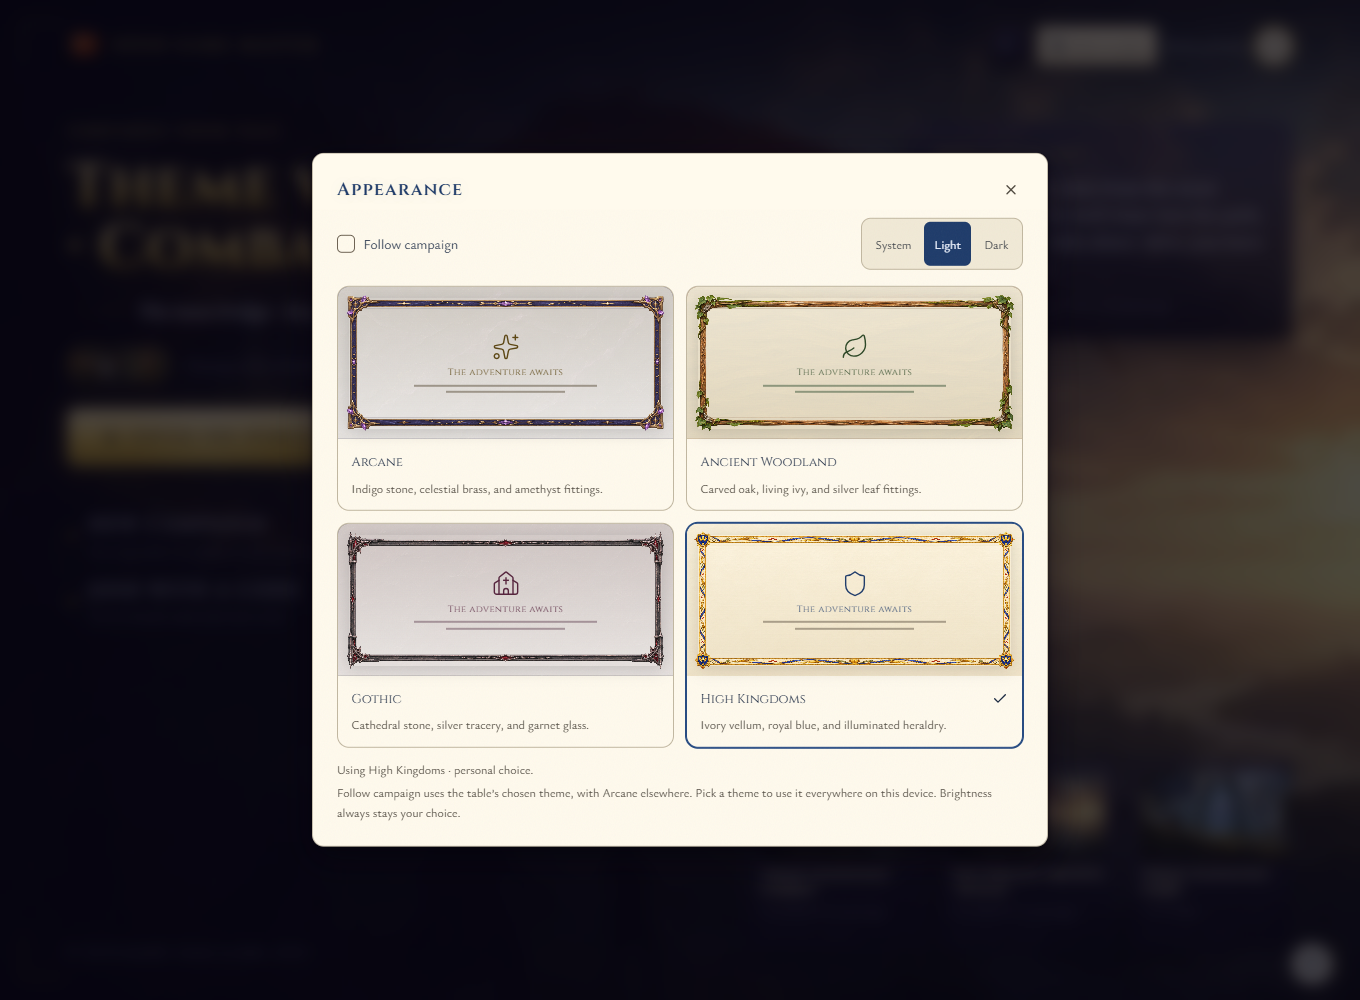 Theme
· Comba
Appearance
Follow campaign
System
Light
Dark
The adventure awaits
Arcane
Indigo stone, celestial brass, and amethyst fittings.
The adventure awaits
Ancient Woodland
Carved oak, living ivy, and silver leaf fittings.
The adventure awaits
Gothic
Cathedral stone, silver tracery, and garnet glass.
The adventure awaits
High Kingdoms
Ivory vellum, royal blue, and illuminated heraldry.
Using High Kingdoms · personal choice.
Follow campaign uses the table's chosen theme, with Arcane elsewhere. Pick a theme to use it everywhere on this device. Brightness
always stays your choice.